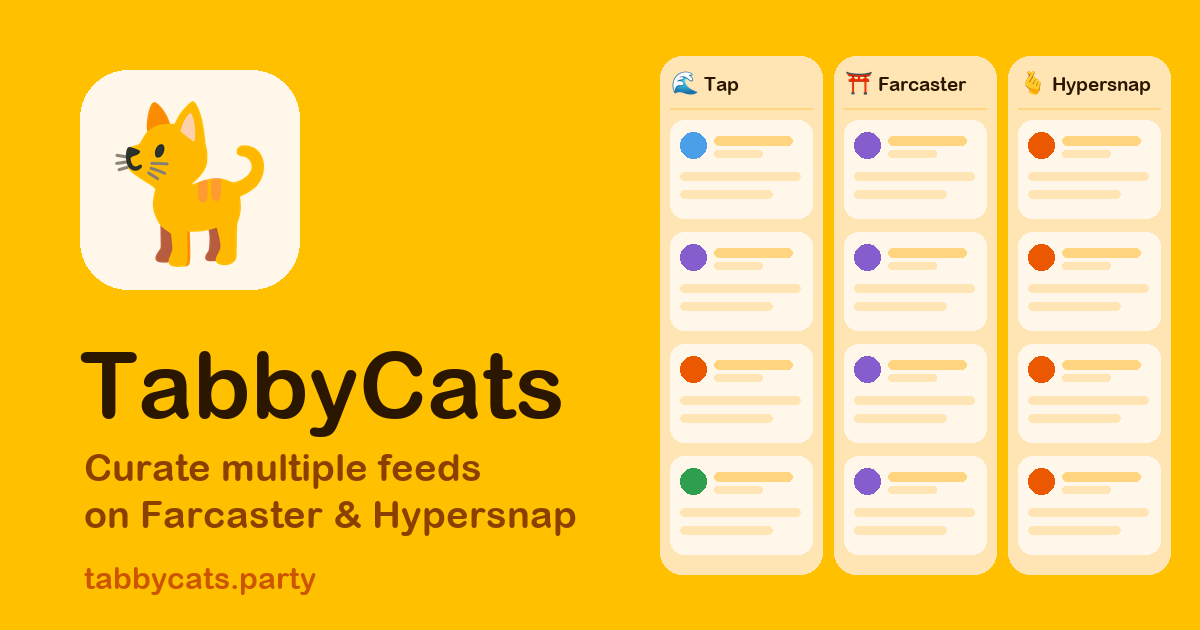 TabbyCats
Curate multiple feeds
on Farcaster & Hypersnap
tabbycats.party
Tap
Farcaster
Hypersnap